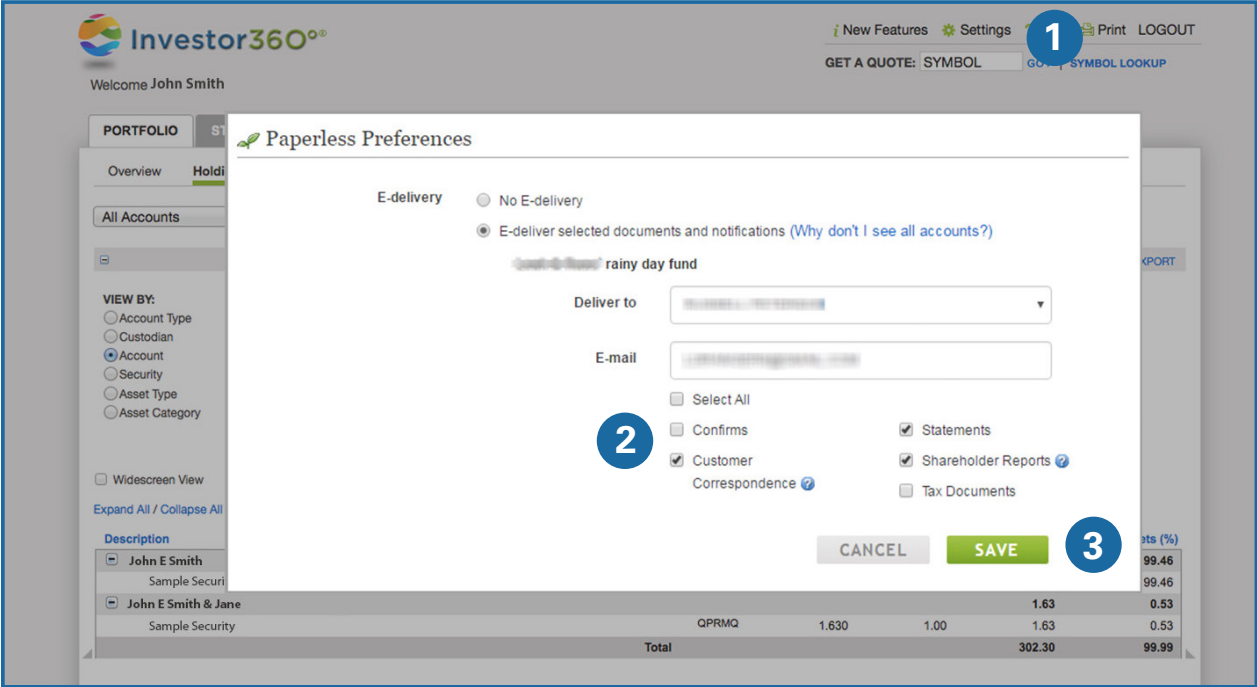 Investor360°®
New Features Settings Print LOGOUT
1
GET A QUOTE: SYMBOL SYMBOL LOOKUP
Welcome John Smith
PORTFOLIO
Paperless Preferences
Overview
All Accounts
E-delivery No E-delivery
E-deliver selected documents and notifications (Why don't I see all accounts?)
rainy day fund
Deliver to
E-mail
VIEW BY:
Account Type
Custodian
Account
Security
Asset Type
Asset Category
Select All
2
Confirms Statements
Customer Shareholder Reports ?
Correspondence ? Tax Documents
Widescreen View
Expand All / Collapse All
CANCEL SAVE
3
Description (%)
John E Smith 99.46
Sample 99.46
John E Smith & Jane 1.63 0.53
Sample Security QPRMQ 1.630 1.00 1.63 0.53
Total 302.30 99.99